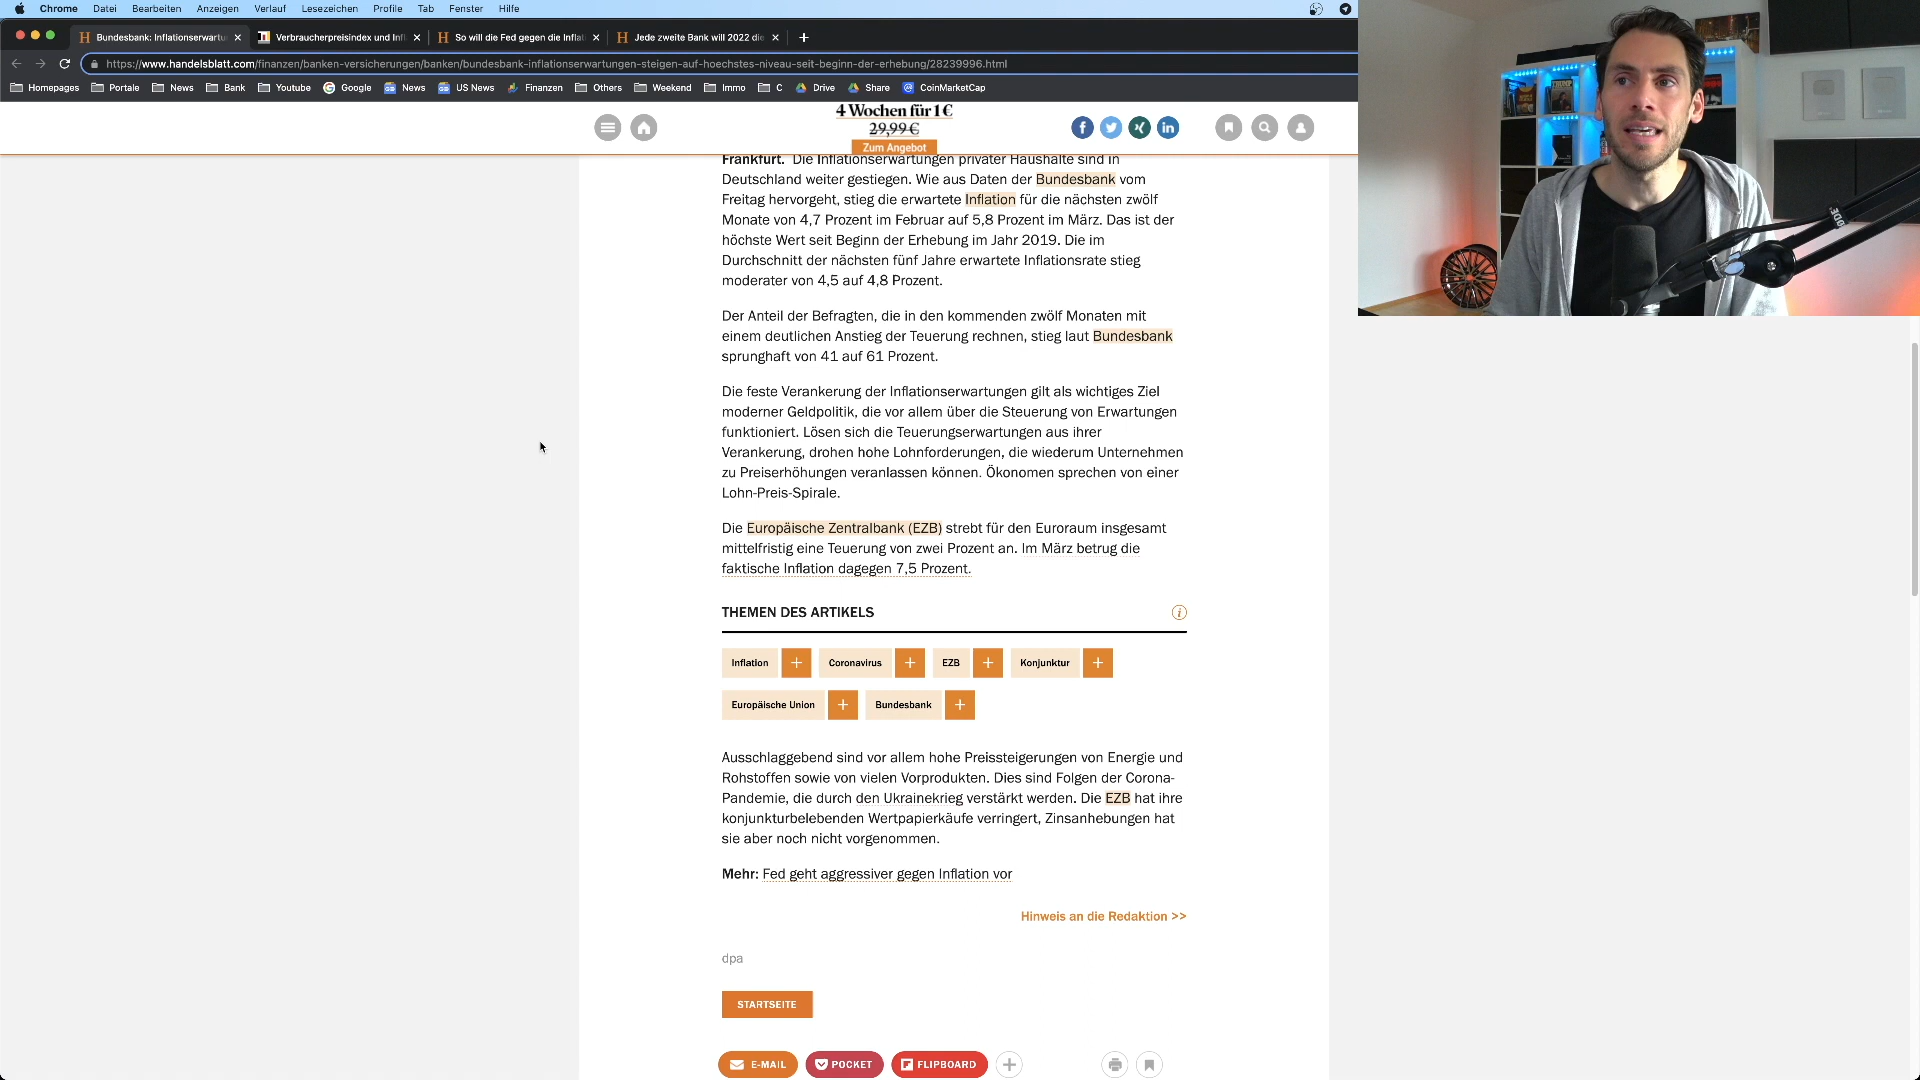 Chrome Datei Bearbeiten Anzeigen Verlauf Lesezeichen Profile Tab Fenster Hilfe
Bundesbank: Inflationserwartu
Verbraucherpreisindex und Infl
So will die Fed gegen die Inflat
Jede zweite Bank will 2022 die
https://www.handelsblatt.com/finanzen/banken-versicherungen/banken/bundesbank-inflationserwartungen-steigen-auf-hoechstes-niveau-seit-beginn-der-erhebung/28239996.html
Homepages Portale News Bank Youtube Google News US News Finanzen Others Weekend Immo C Drive Share CoinMarketCap
4 Wochen für 1 €
29,99 €
Zum Angebot
Frankfurt. Die Inflationserwartungen privater Haushalte sind in
Deutschland weiter gestiegen. Wie aus Daten der Bundesbank vom
Freitag hervorgeht, stieg die erwartete Inflation für die nächsten zwölf
Monate von 4,7 Prozent im Februar auf 5,8 Prozent im März. Das ist der
höchste Wert seit Beginn der Erhebung im Jahr 2019. Die im
Durchschnitt der nächsten fünf Jahre erwartete Inflationsrate stieg
moderater von 4,5 auf 4,8 Prozent.
Der Anteil der Befragten, die in den kommenden zwölf Monaten mit
einem deutlichen Anstieg der Teuerung rechnen, stieg laut Bundesbank
sprunghaft von 41 auf 61 Prozent.
Die feste Verankerung der Inflationserwartungen gilt als wichtiges Ziel
moderner Geldpolitik, die vor allem über die Steuerung von Erwartungen
funktioniert. Lösen sich die Teuerungserwartungen aus ihrer
Verankerung, drohen hohe Lohnforderungen, die wiederum Unternehmen
zu Preiserhöhungen veranlassen können. Ökonomen sprechen von einer
Lohn-Preis-Spirale.
Die Europäische Zentralbank (EZB) strebt für den Euroraum insgesamt
mittelfristig eine Teuerung von zwei Prozent an. Im März betrug die
faktische Inflation dagegen 7,5 Prozent.
THEMEN DES ARTIKELS
Inflation + Coronavirus + EZB + Konjunktur +
Europäische Union + Bundesbank +
Ausschlaggebend sind vor allem hohe Preissteigerungen von Energie und
Rohstoffen sowie von vielen Vorprodukten. Dies sind Folgen der Corona-
Pandemie, die durch den Ukrainekrieg verstärkt werden. Die EZB hat ihre
konjunkturbelebenden Wertpapierkäufe verringert, Zinsanhebungen hat
sie aber noch nicht vorgenommen.
Mehr: Fed geht aggressiver gegen Inflation vor
Hinweis an die Redaktion >>
dpa
STARTSEITE
E-MAIL POCKET FLIPBOARD